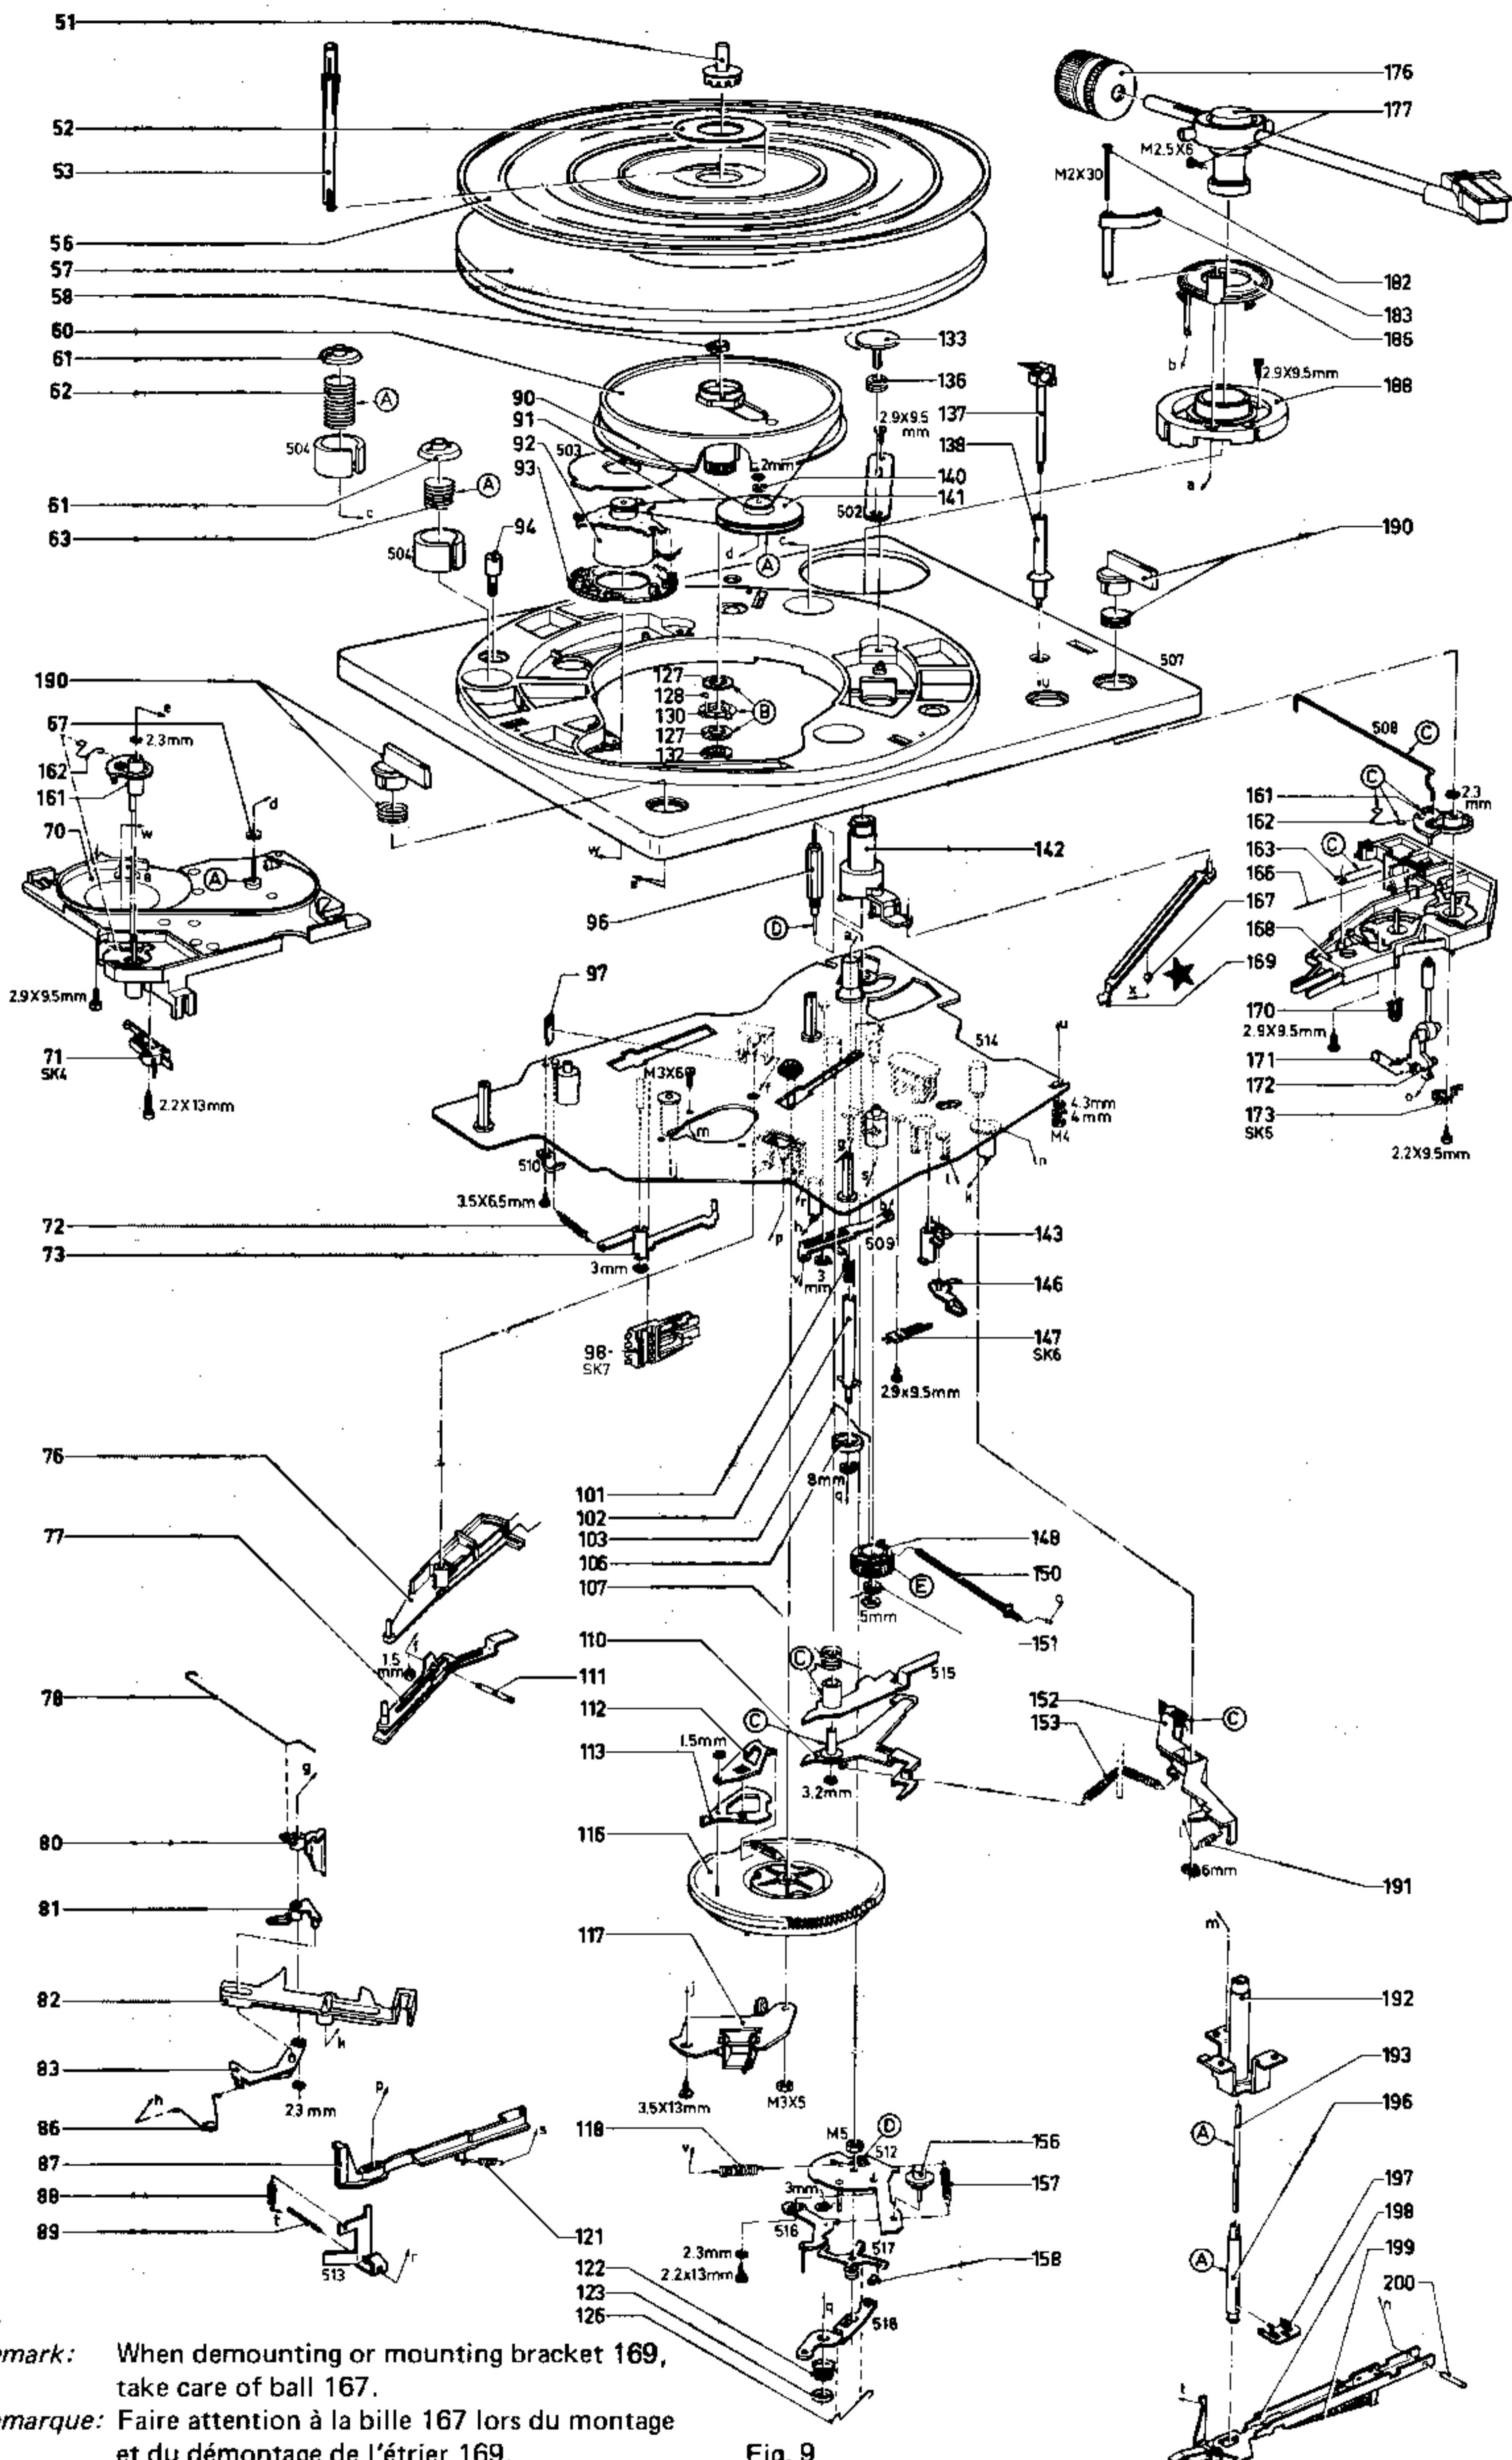 51
52
53
56
57
58
60
61
62
A
504
61
A
63
504
94
90
91
92
93
503
2mm
140
141
502
133
136
2.9X9.5
mm
137
138
d
c
A
c
176
177
M2.5X6
M2X30
182
183
186
b
2.9X9.5mm
188
a
190
507
u
190
67
e
2.3mm
162
161
d
70
w
A
8
2.9X9.5mm
71
SK4
2.2X13mm
127
128
130
B
127
132
w
e
142
96
D
a
508
C
C
161
162
2.3
mm
163
C
166
167
168
169
x
170
2.9X9.5mm
171
172
o
173
SK5
2.2X9.5mm
97
514
u
M3X6
f
m
4.3mm
4mm
M4
510
3.5X6.5mm
n
l
k
72
73
3mm
p
r
h
s
g
509
v
3
mm
143
146
147
SK6
2.9x9.5mm
98-
SK7
76
77
101
102
103
106
107
8mm
q
148
150
E
5mm
o
151
110
C
515
1.5
mm
f
111
78
112
C
113
1.5mm
3.2mm
152
C
153
g
80
116
l
6mm
191
81
117
j
82
k
83
h
86
2.3 mm
3.5X13mm
M3X5
p
87
s
88
t
89
513
r
118
v
M5
512
D
156
3mm
157
516
517
121
2.3mm
2.2x13mm
158
122
123
126
q
518
m
192
193
A
196
197
198
199
A
200
n
t
mark: When demounting or mounting bracket 169,
take care of ball 167.
marque: Faire attention à la bille 167 lors du montage
et du démontage de l'étrier 169.
Fig. 9